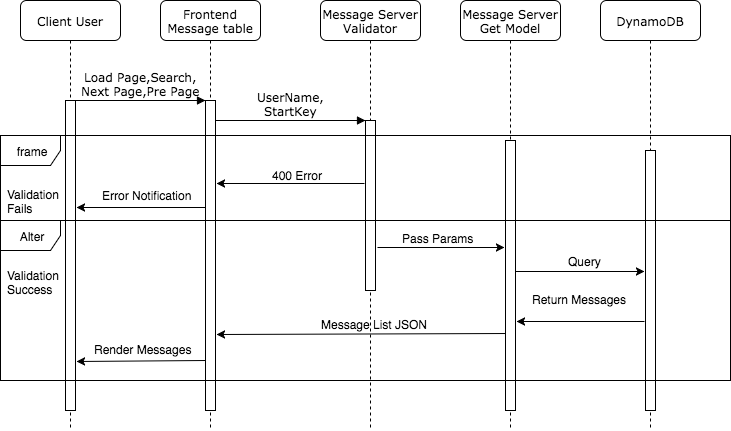 Client User
Frontend
Message table
Message Server
Validator
Message Server
Get Model
DynamoDB
Load Page,Search,
Next Page,Pre Page
UserName,
StartKey
frame
400 Error
Validation
Fails
Error Notification
Alter
Pass Params
Validation
Success
Query
Return Messages
Message List JSON
Render Messages